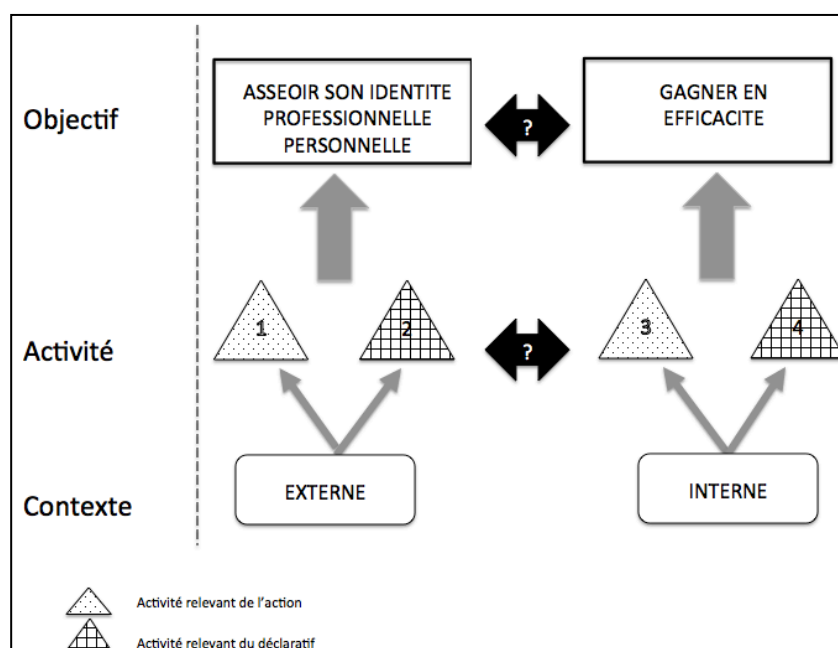 Objectif
ASSEOIR SON IDENTITE
PROFESSIONNELLE
PERSONNELLE
?
GAGNER EN
EFFICACITE
Activité
1
2
?
3
4
Contexte
EXTERNE
INTERNE
Activité relevant de l'action
Activité relevant du déclaratif